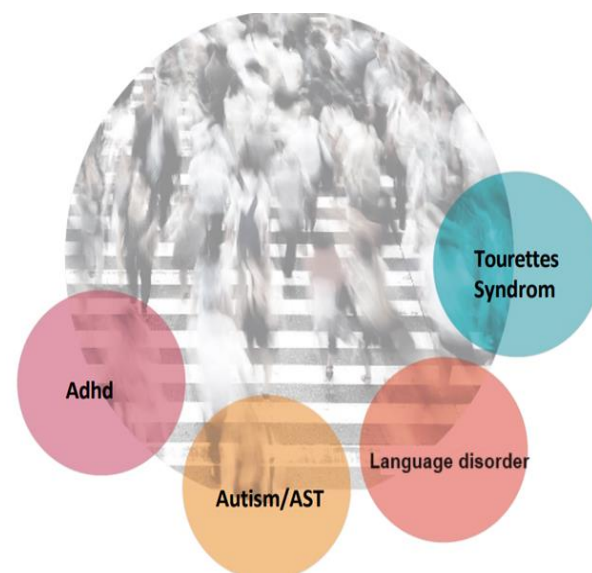 Tourettes
Syndrom
Adhd
Language disorder
Autism/AST